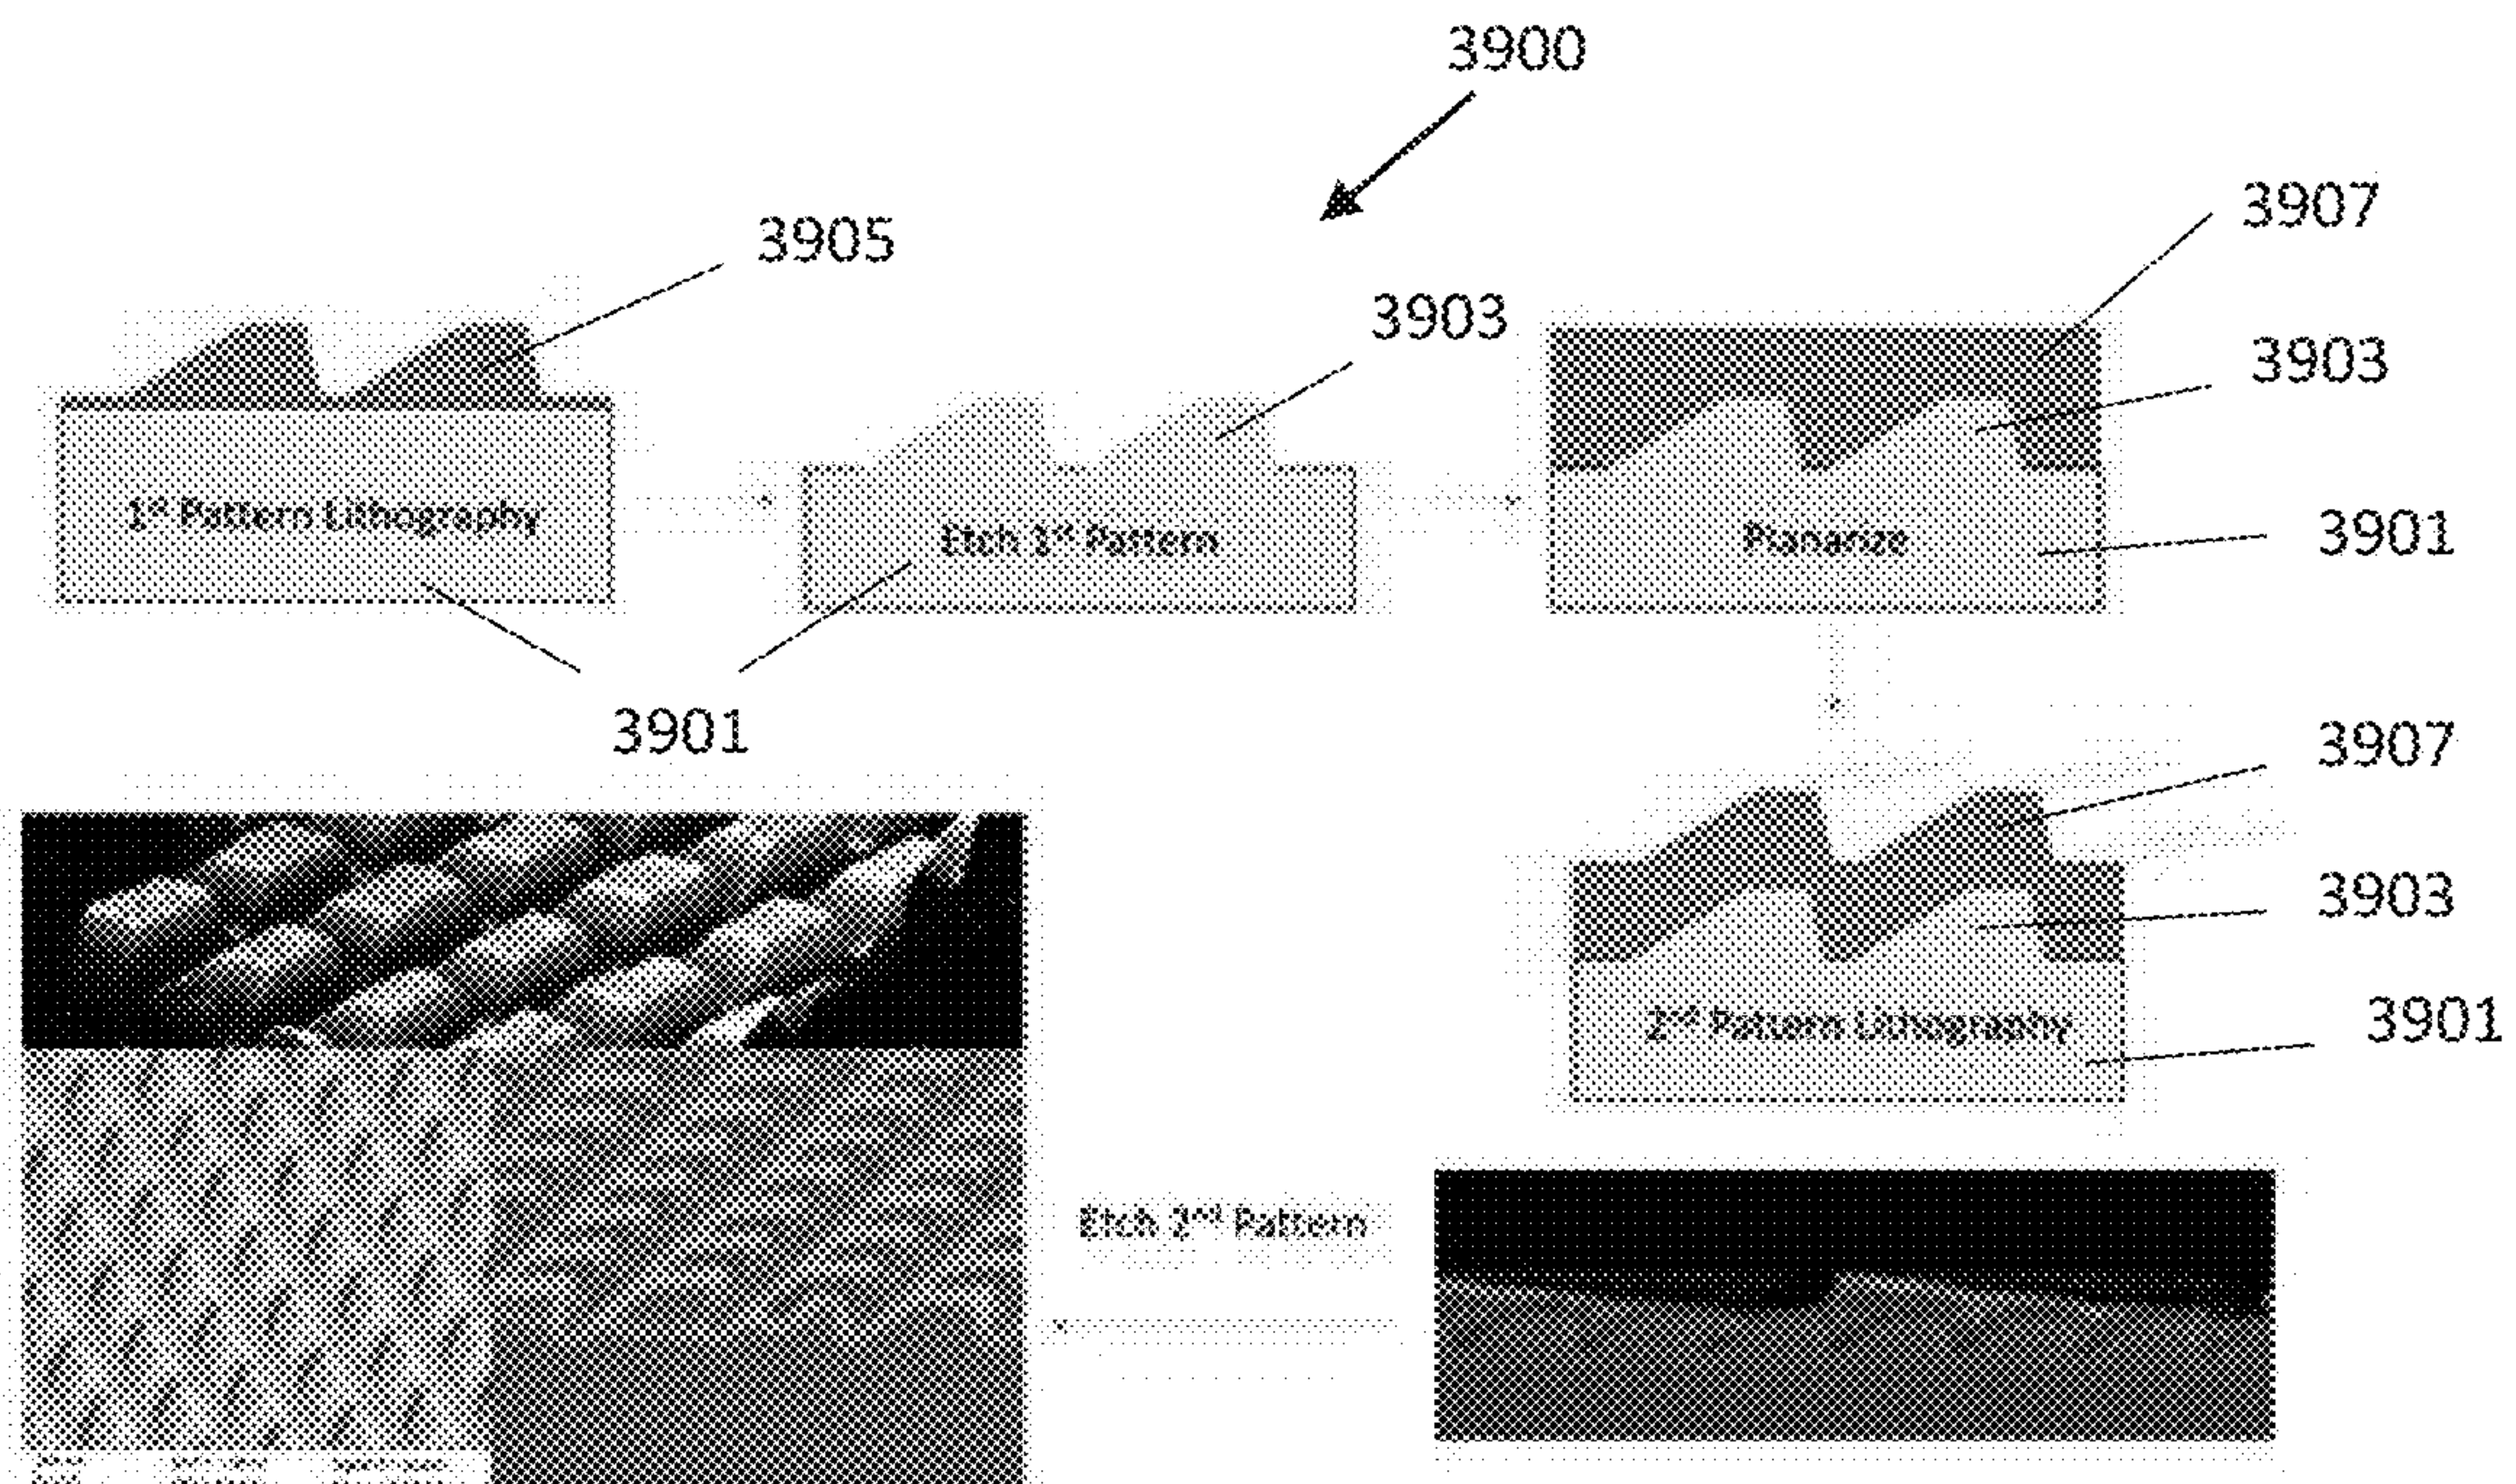 3900
3907
3905
3903
3903
1st Pattern Lithography
Etch 1st Pattern
Planarize
3901
3901
3907
3903
2nd Pattern Lithography
3901
Etch 2nd Pattern